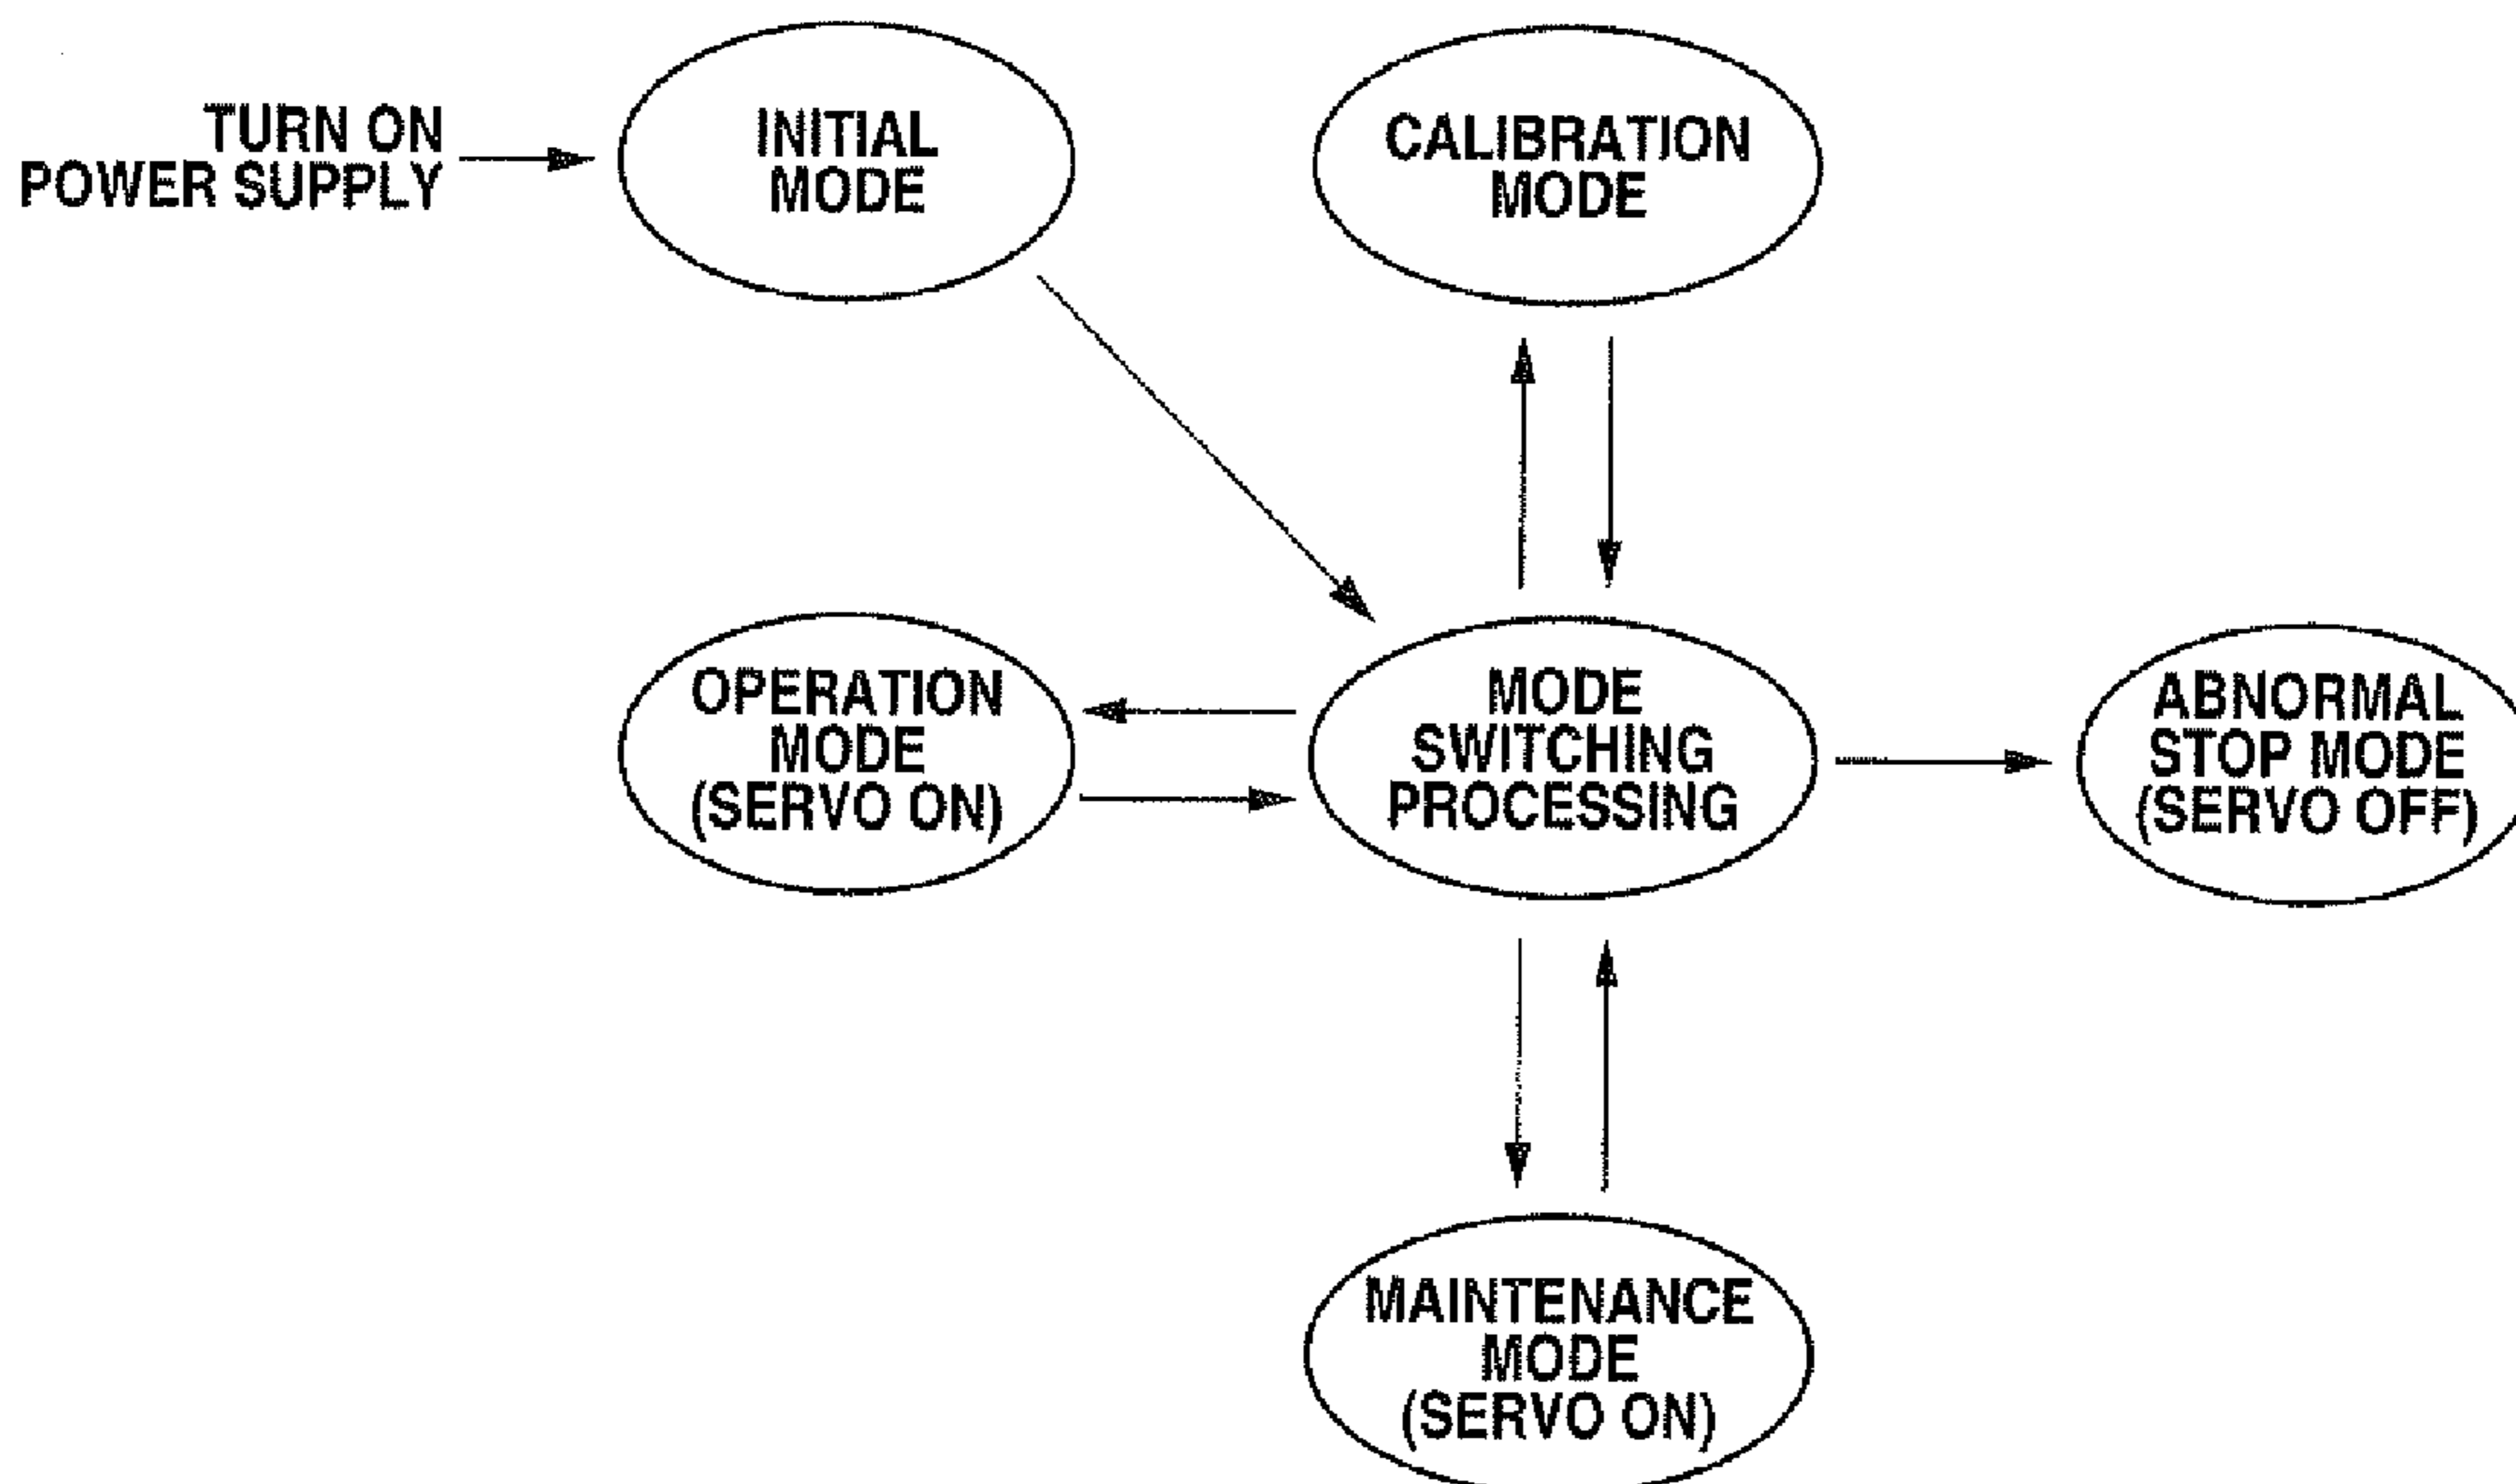 TURN ON
POWER SUPPLY
INITIAL
MODE
CALIBRATION
MODE
OPERATION
MODE
(SERVO ON)
MODE
SWITCHING
PROCESSING
ABNORMAL
STOP MODE
(SERVO OFF)
MAINTENANCE
MODE
(SERVO ON)